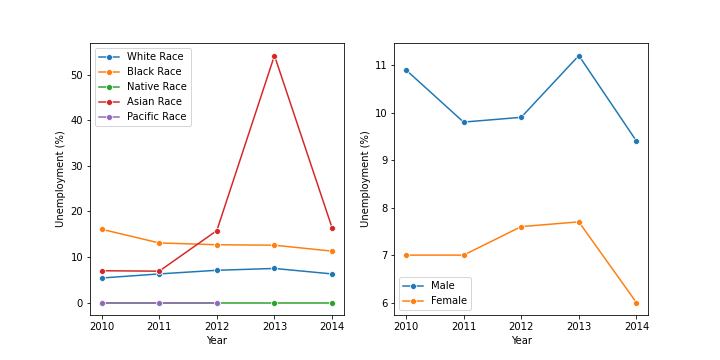 Unemployment (%)
50
40
30
20
10
0
White Race
Black Race
Native Race
Asian Race
Pacific Race
2010 2011 2012 2013 2014
Year
Unemployment (%)
11
10
9
8
7
6
Male
Female
2010 2011 2012 2013 2014
Year